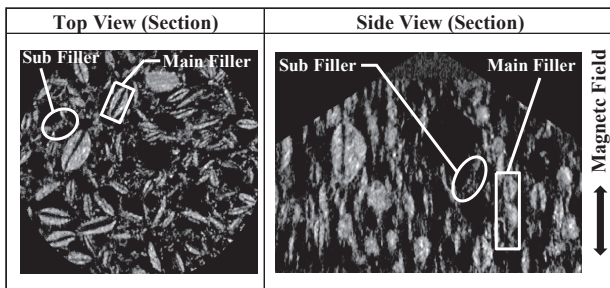 Top View (Section)
Side View (Section)
Sub Filler
Main Filler
Sub Filler
Main Filler
Magnetc Field